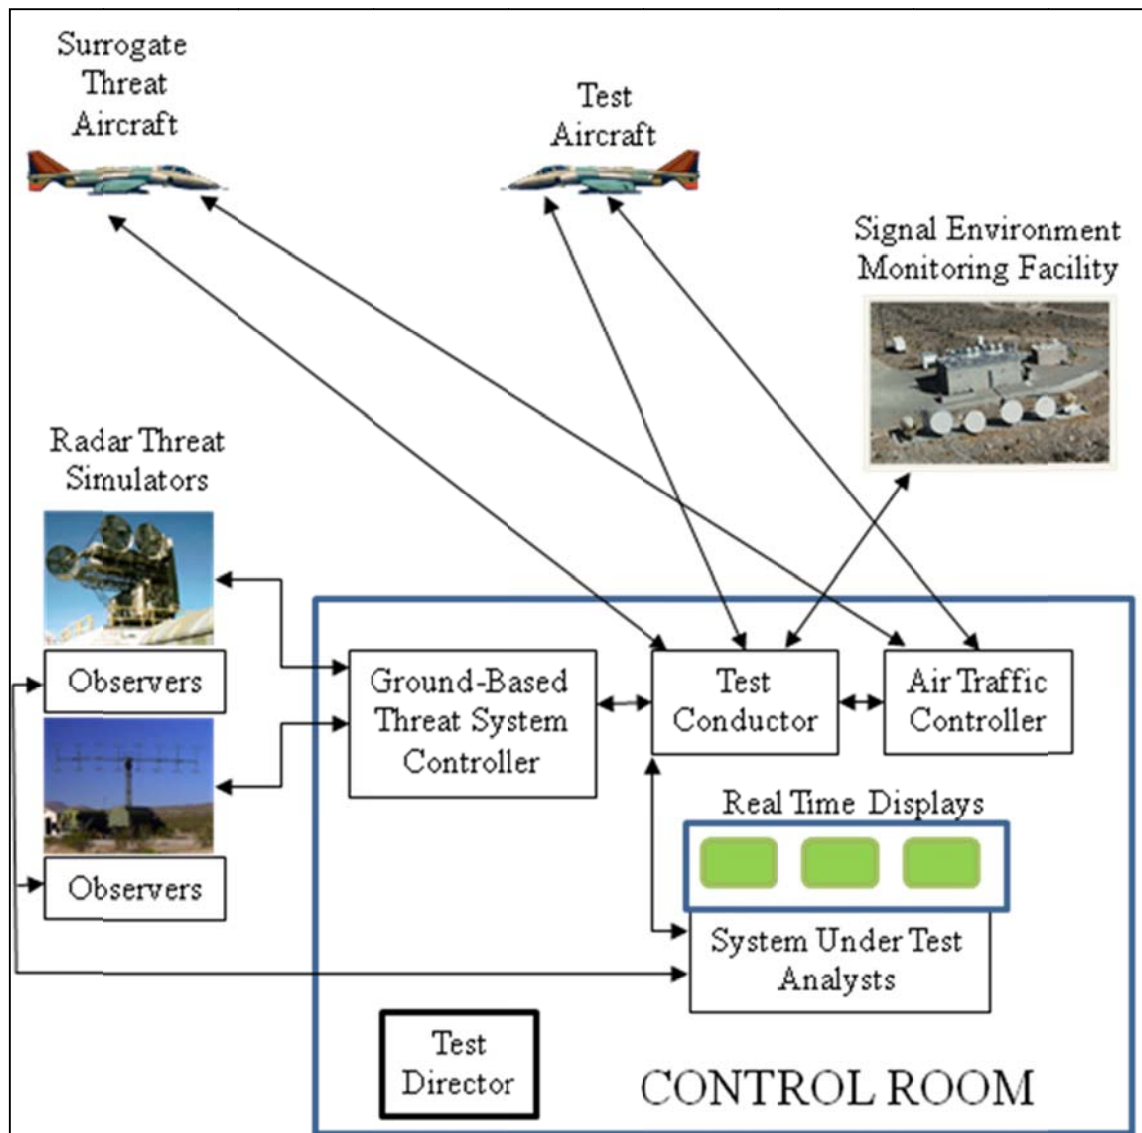 Surrogate
Threat
Aircraft
Test
Aircraft
Signal Environment
Monitoring Facility
Radar Threat
Simulators
Observers
Observers
Ground-Based
Threat System
Controller
Test
Conductor
Air Traffic
Controller
Real Time Displays
System Under Test
Analysts
Test
Director
CONTROL ROOM